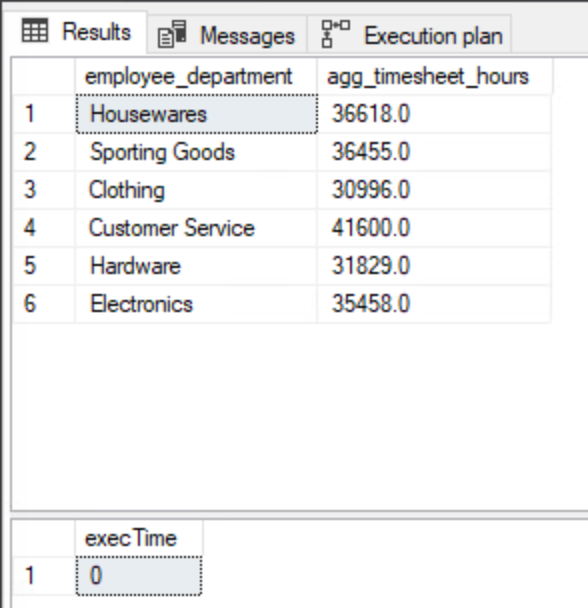 Results Messages Execution plan
employee_department agg_timesheet_hours
1 Housewares 36618.0
2 Sporting Goods 36455.0
3 Clothing 30996.0
4 Customer Service 41600.0
5 Hardware 31829.0
6 Electronics 35458.0
execTime
1 0